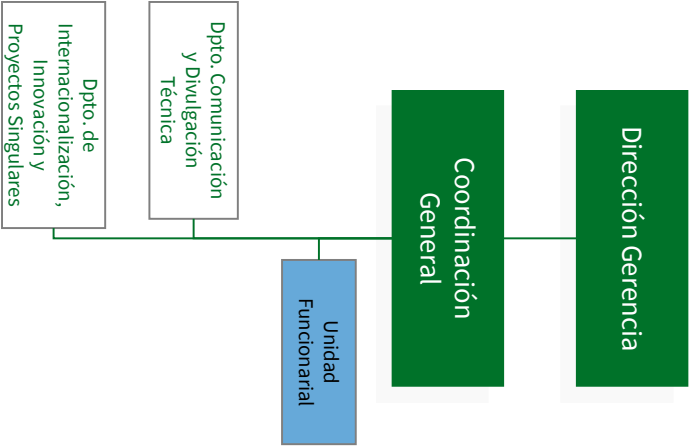 Dirección Gerencia
Coordinación
General
Dpto. Comunicación
y Divulgación
Técnica
Unidad
Funcionarial
Dpto. de
Internacionalización,
Innovación y
Proyectos Singulares